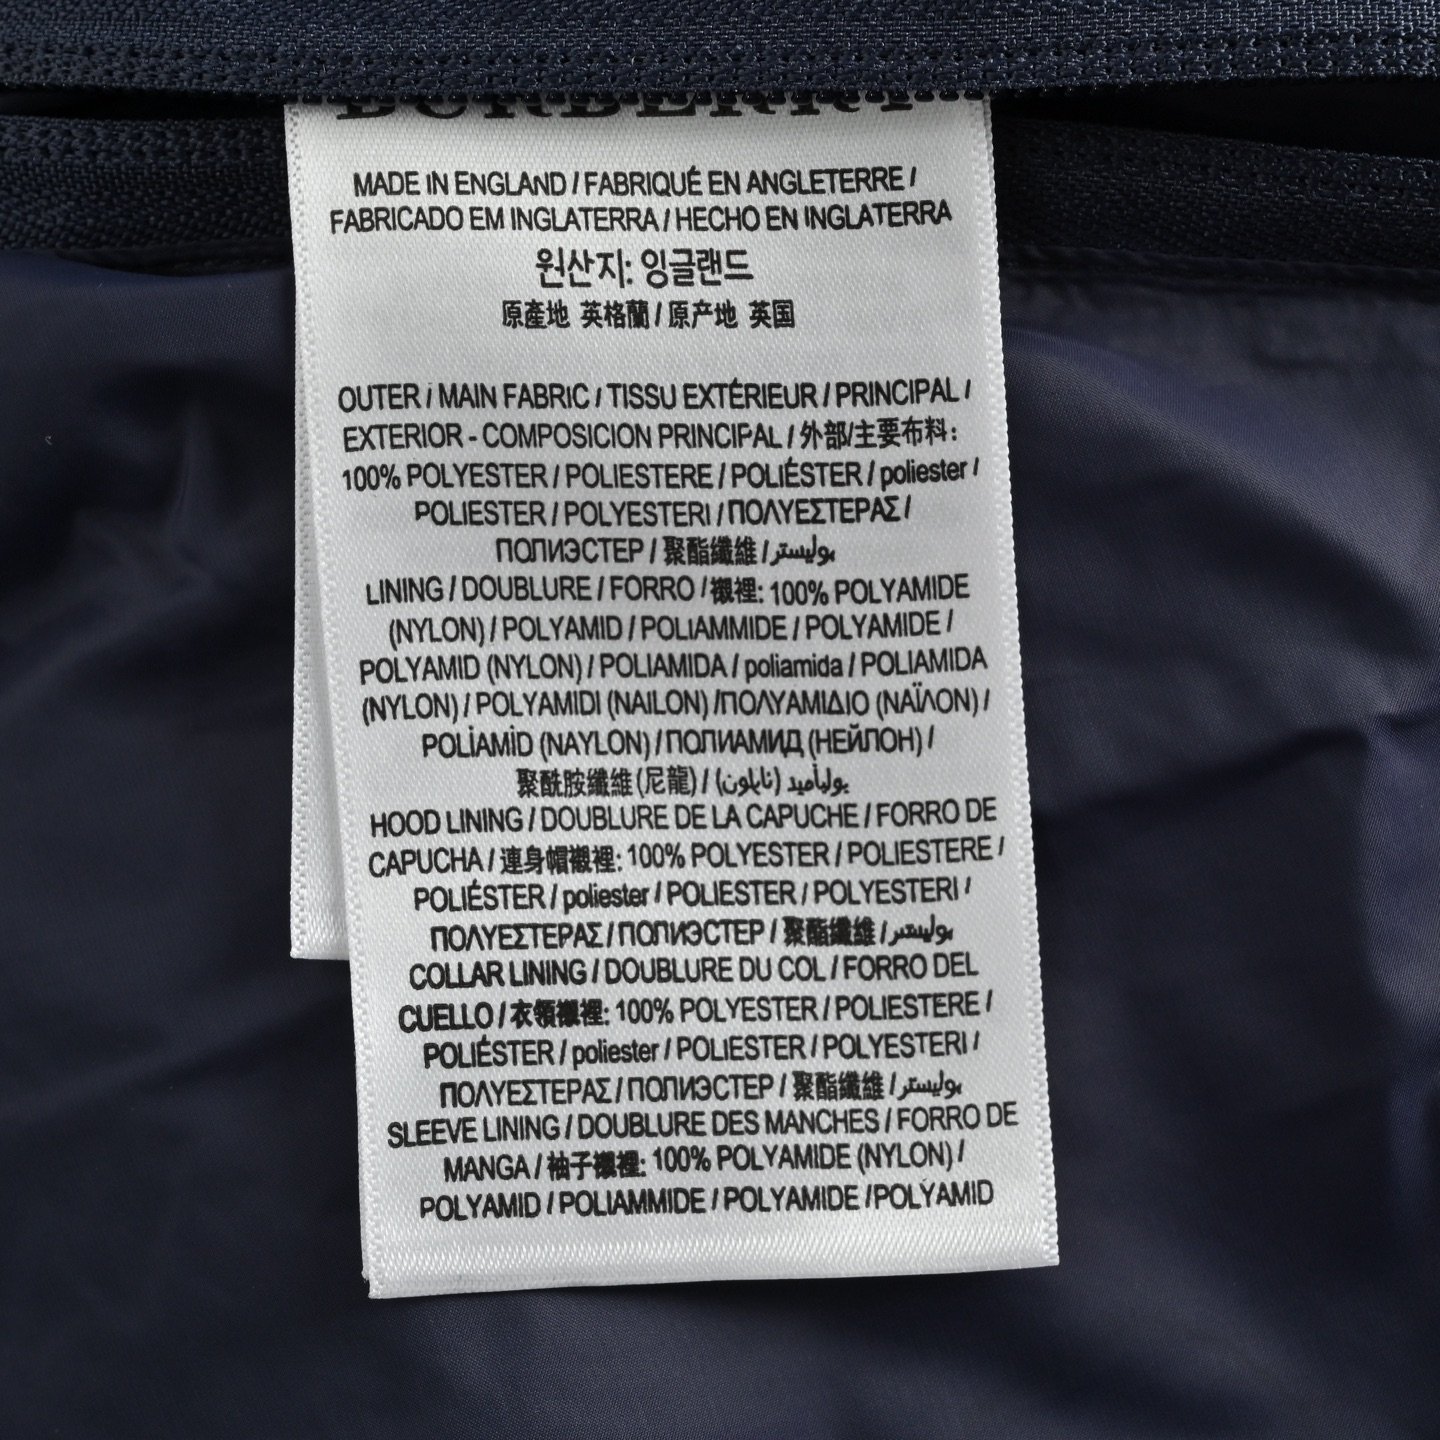 BURBERRY
MADE IN ENGLAND / FABRIQUÉ EN ANGLETERRE /
FABRICADO EM INGLATERRA / HECHO EN INGLATERRA
원산지: 잉글랜드
原產地 英格蘭 / 原产地 英国
OUTER / MAIN FABRIC / TISSU EXTÉRIEUR / PRINCIPAL /
EXTERIOR - COMPOSICION PRINCIPAL / 外部/主要布料:
100% POLYESTER / POLIESTERE / POLIÉSTER / poliester /
POLIESTER / POLYESTERI / ΠΟΛΥΕΣΤΕΡΑΣ /
ПОЛИЭСТЕР / 聚酯纖維 / بوليستر
LINING / DOUBLURE / FORRO / 襯裡: 100% POLYAMIDE
(NYLON) / POLYAMID / POLIAMMIDE / POLYAMIDE /
POLYAMID (NYLON) / POLIAMIDA / poliamida / POLIAMIDA
(NYLON) / POLYAMIDI (NAILON) /ΠΟΛΥΑΜΙΔΙΟ (ΝΑΪΛΟΝ) /
POLİAMİD (NAYLON) / ПОЛИАМИД (НЕЙЛОН) /
聚酰胺纖維 (尼龍) / بوليأميد (نايلون)
HOOD LINING / DOUBLURE DE LA CAPUCHE / FORRO DE
CAPUCHA / 連身帽襯裡: 100% POLYESTER / POLIESTERE /
POLIÉSTER / poliester / POLIESTER / POLYESTERI /
ΠΟΛΥΕΣΤΕΡΑΣ / ПОЛИЭСТЕР / 聚酯纖維 / بوليستر
COLLAR LINING / DOUBLURE DU COL / FORRO DEL
CUELLO / 衣領襯裡: 100% POLYESTER / POLIESTERE /
POLIÉSTER / poliester / POLIESTER / POLYESTERI /
ΠΟΛΥΕΣΤΕΡΑΣ / ПОЛИЭСТЕР / 聚酯纖維 / بوليستر
SLEEVE LINING / DOUBLURE DES MANCHES / FORRO DE
MANGA / 袖子襯裡: 100% POLYAMIDE (NYLON) /
POLYAMID / POLIAMMIDE / POLYAMIDE /POLYAMID